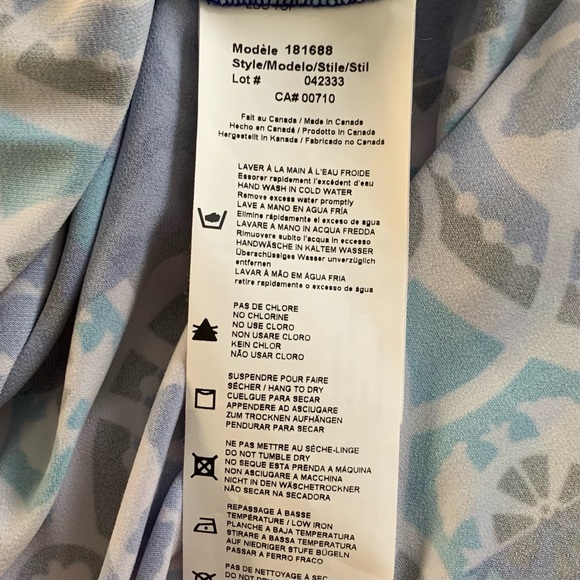 Modèle 181688
Style/Modelo/Stile/Stil
Lot # 042333
CA# 00710
Fait au Canada / Made in Canada
Hecho en Canada / Prodotto in Canada
Hergestellt in Kanada / Fabricado no Canadá
LAVER À LA MAIN À L'EAU FROIDE
Essorer rapidement l'excédent d'eau
HAND WASH IN COLD WATER
Remove excess water promptly
LAVE A MANO EN AGUA FRÍA
Elimine rápidamente el exceso de agua
LAVARE A MANO IN ACQUA FREDDA
Rimuovere subito l'acqua in eccesso
HANDWÄSCHE IN KALTEM WASSER
Überschüssiges Wasser unverzüglich
entfernen
LAVAR À MÃO EM ÁGUA FRIA
retire rapidamente o excesso de água
PAS DE CHLORE
NO CHLORINE
NO USE CLORO
NON USARE CLORO
KEIN CHLOR
NÃO USAR CLORO
SUSPENDRE POUR FAIRE
SÉCHER / HANG TO DRY
CUELGUE PARA SECAR
APPENDERE AD ASCIUGARE
ZUM TROCKNEN AUFHÄNGEN
PENDURAR PARA SECAR
NE PAS METTRE AU SÈCHE-LINGE
DO NOT TUMBLE DRY
NO SEQUE ESTA PRENDA A MÁQUINA
NON ASCIUGARE A MACCHINA
NICHT IN DEN WÄSCHETROCKNER
NÃO SECAR NA SECADORA
REPASSAGE À BASSE
TEMPÉRATURE / LOW IRON
PLANCHE A BAJA TEMPERATURA
STIRARE A BASSA TEMPERATURA
AUF NIEDRIGER STUFE BÜGELN
PASSAR A FERRO FRACO
PAS DE NETTOYAGE À SEC